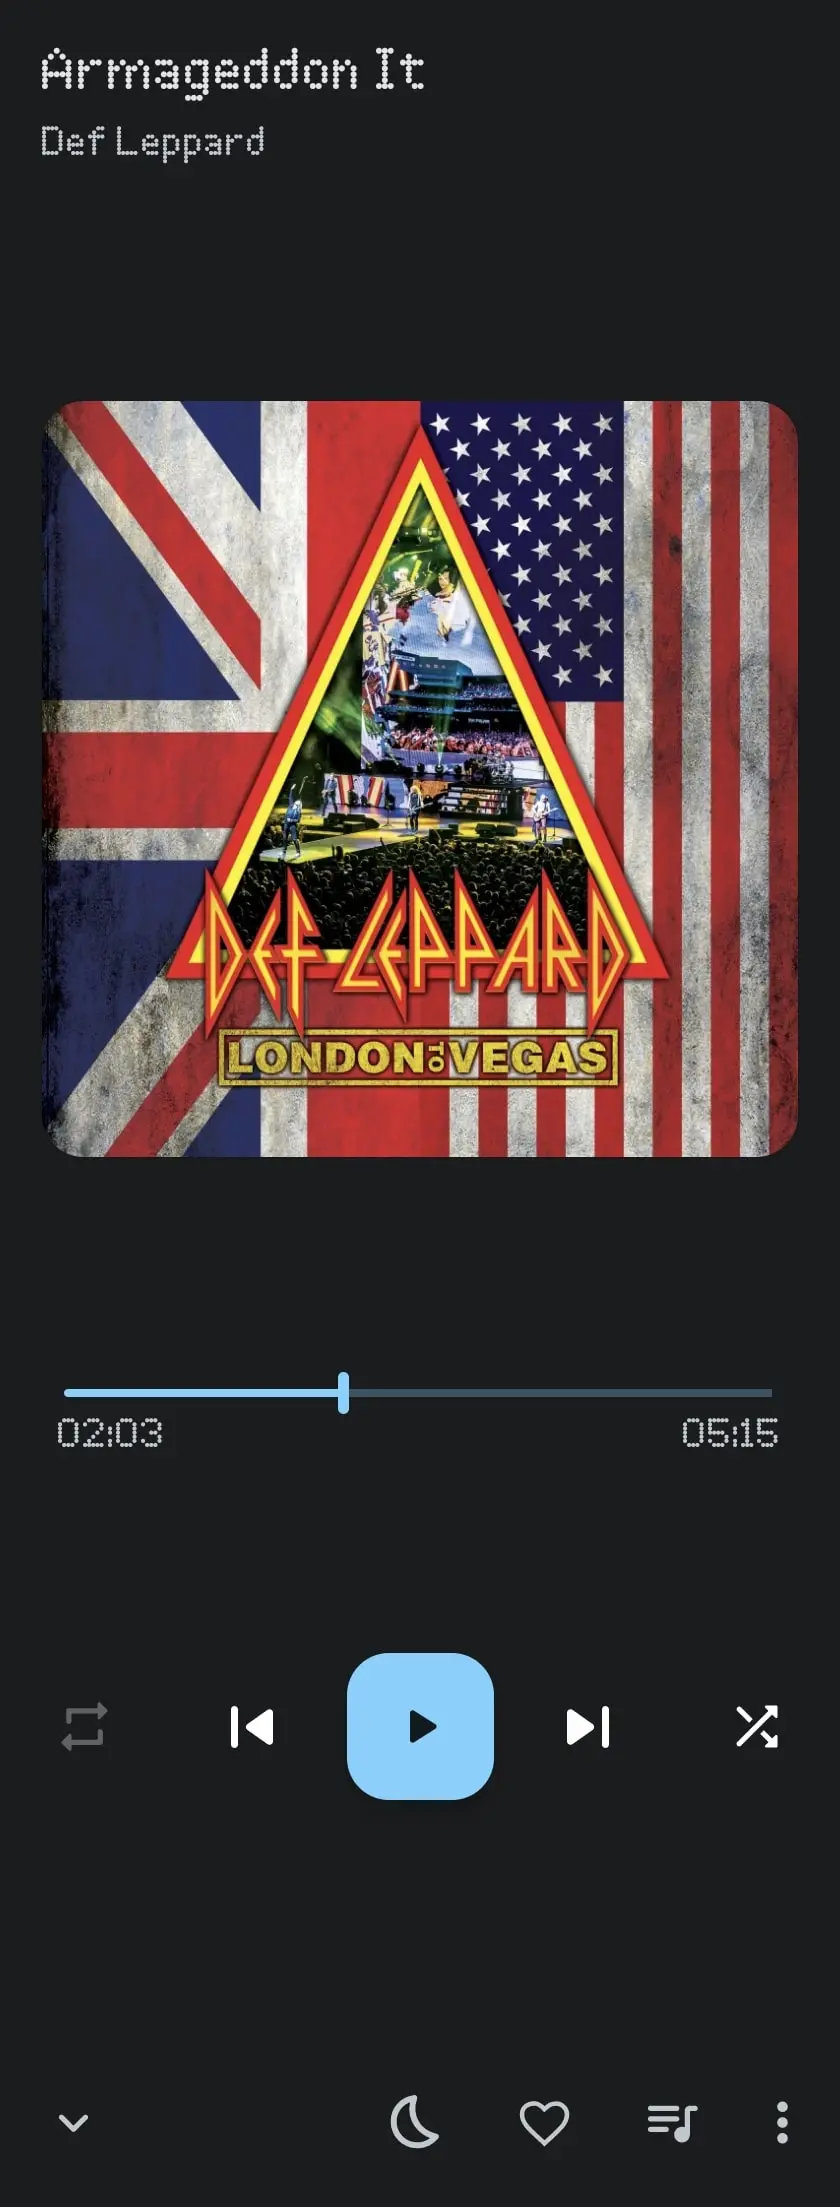 Armageddon It
Def Leppard
DEF LEPPARD
LONDON TO VEGAS
02:03
05:15